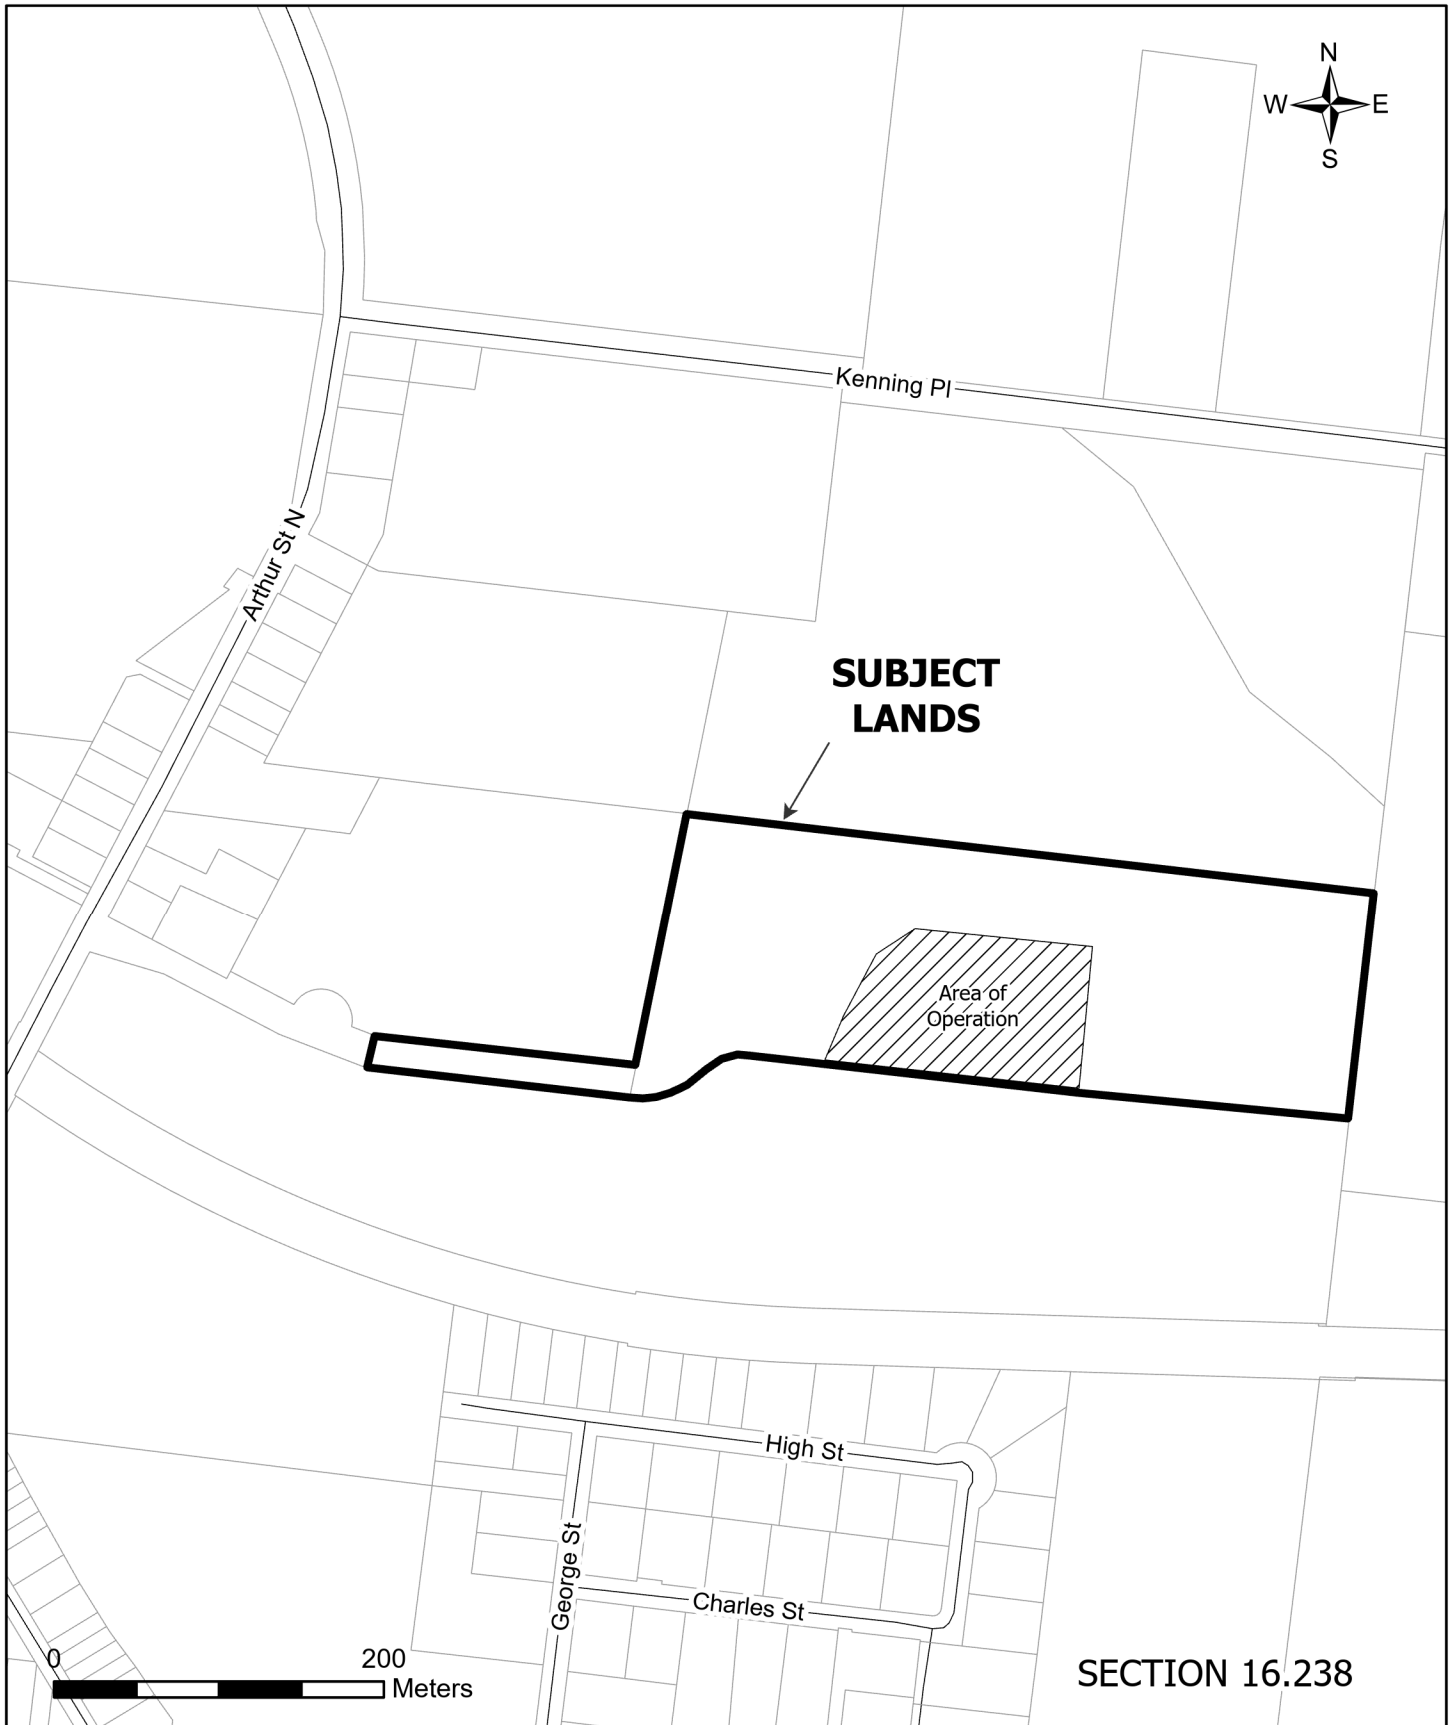 N
W E
S
Kenning Pl
Arthur St N
SUBJECT
LANDS
Area of
Operation
High St
George St
Charles St
0 200
Meters
SECTION 16.238